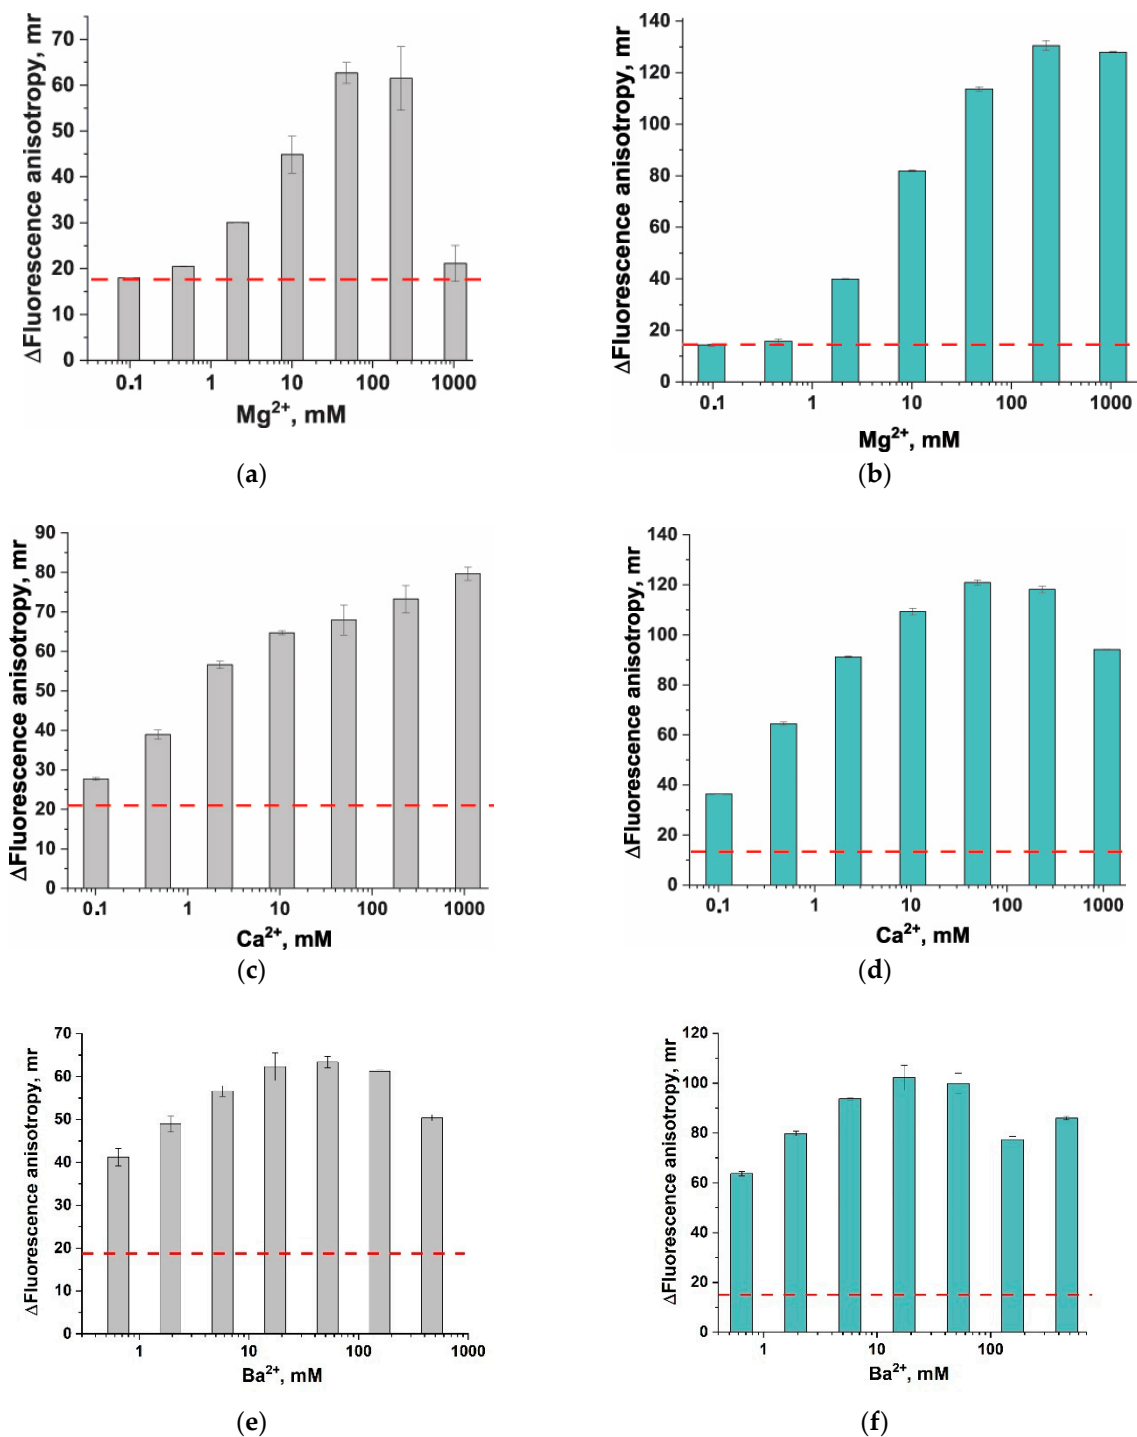 ΔFluorescence anisotropy, mr
70
60
50
40
30
20
10
0
0.1 1 10 100 1000
Mg²⁺, mM
(a)
ΔFluorescence anisotropy, mr
140
120
100
80
60
40
20
0
0.1 1 10 100 1000
Mg²⁺, mM
(b)
ΔFluorescence anisotropy, mr
90
80
70
60
50
40
30
20
10
0
0.1 1 10 100 1000
Ca²⁺, mM
(c)
ΔFluorescence anisotropy, mr
140
120
100
80
60
40
20
0
0.1 1 10 100 1000
Ca²⁺, mM
(d)
ΔFluorescence anisotropy, mr
70
60
50
40
30
20
10
0
1 10 100 1000
Ba²⁺, mM
(e)
ΔFluorescence anisotropy, mr
120
100
80
60
40
20
0
1 10 100
Ba²⁺, mM
(f)